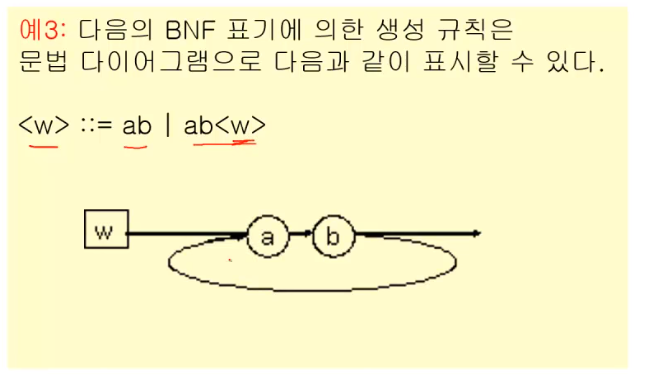 예3: 다음의 BNF 표기에 의한 생성 규칙은
문법 다이어그램으로 다음과 같이 표시할 수 있다.
<w> ::= ab | ab<w>
w a b